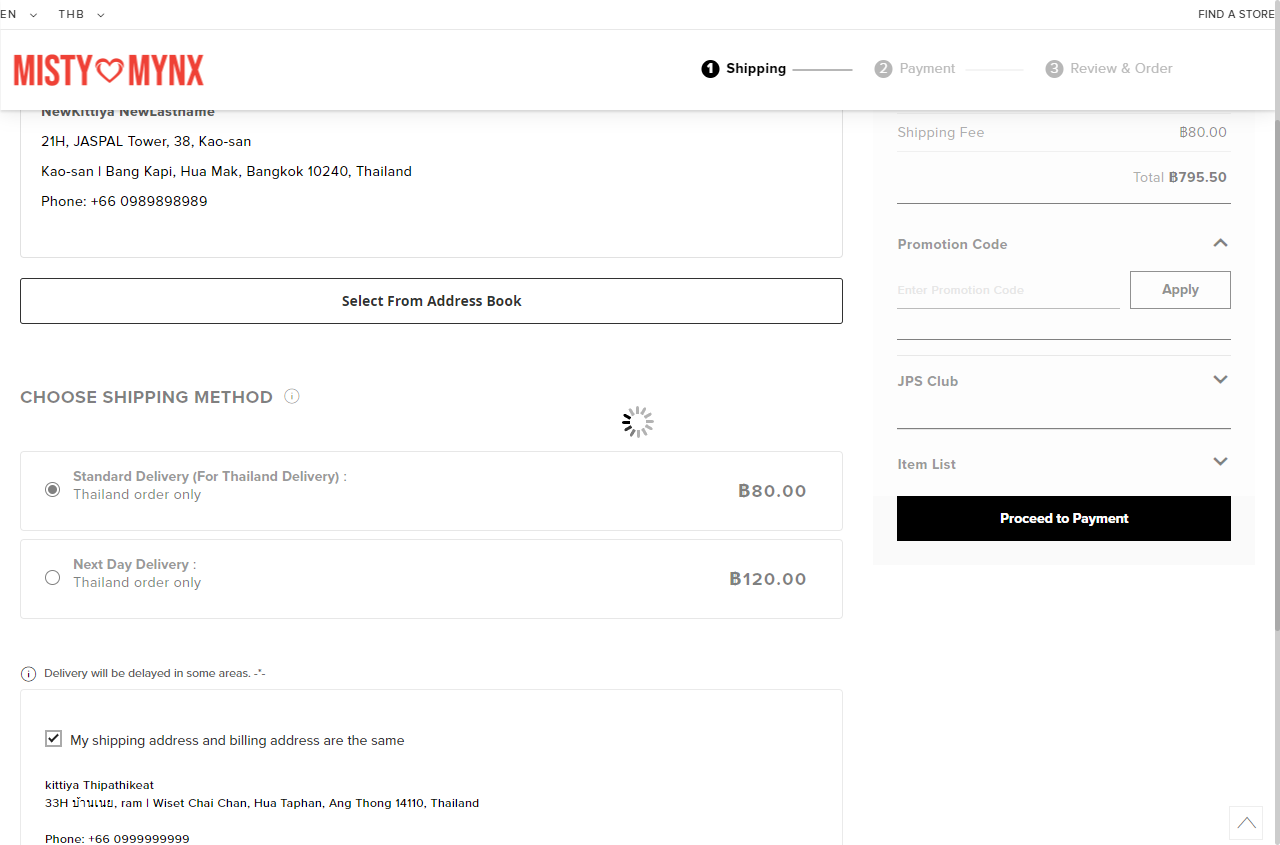 EN THB FIND A STORE
MISTY MYNX
1 Shipping 2 Payment 3 Review & Order
NewKittiya NewLastname
21H, JASPAL Tower, 38, Kao-san
Kao-san | Bang Kapi, Hua Mak, Bangkok 10240, Thailand
Phone: +66 0989898989
Select From Address Book
CHOOSE SHIPPING METHOD
Standard Delivery (For Thailand Delivery) :
Thailand order only
฿80.00
Next Day Delivery :
Thailand order only
฿120.00
Delivery will be delayed in some areas. -*-
My shipping address and billing address are the same
kittiya Thipathikeat
33H บ้านเนย, ram | Wiset Chai Chan, Hua Taphan, Ang Thong 14110, Thailand
Phone: +66 0999999999
Shipping Fee ฿80.00
Total ฿795.50
Promotion Code
Enter Promotion Code Apply
JPS Club
Item List
Proceed to Payment